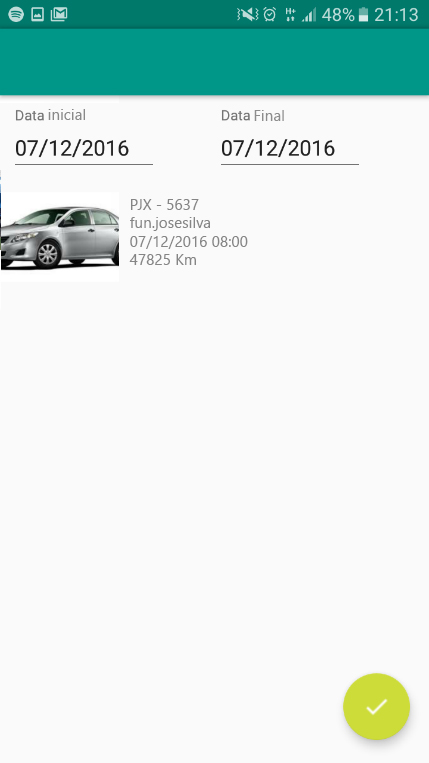 48% 21:13
Data inicial Data Final
07/12/2016 07/12/2016
PJX - 5637
fun.josesilva
07/12/2016 08:00
47825 Km